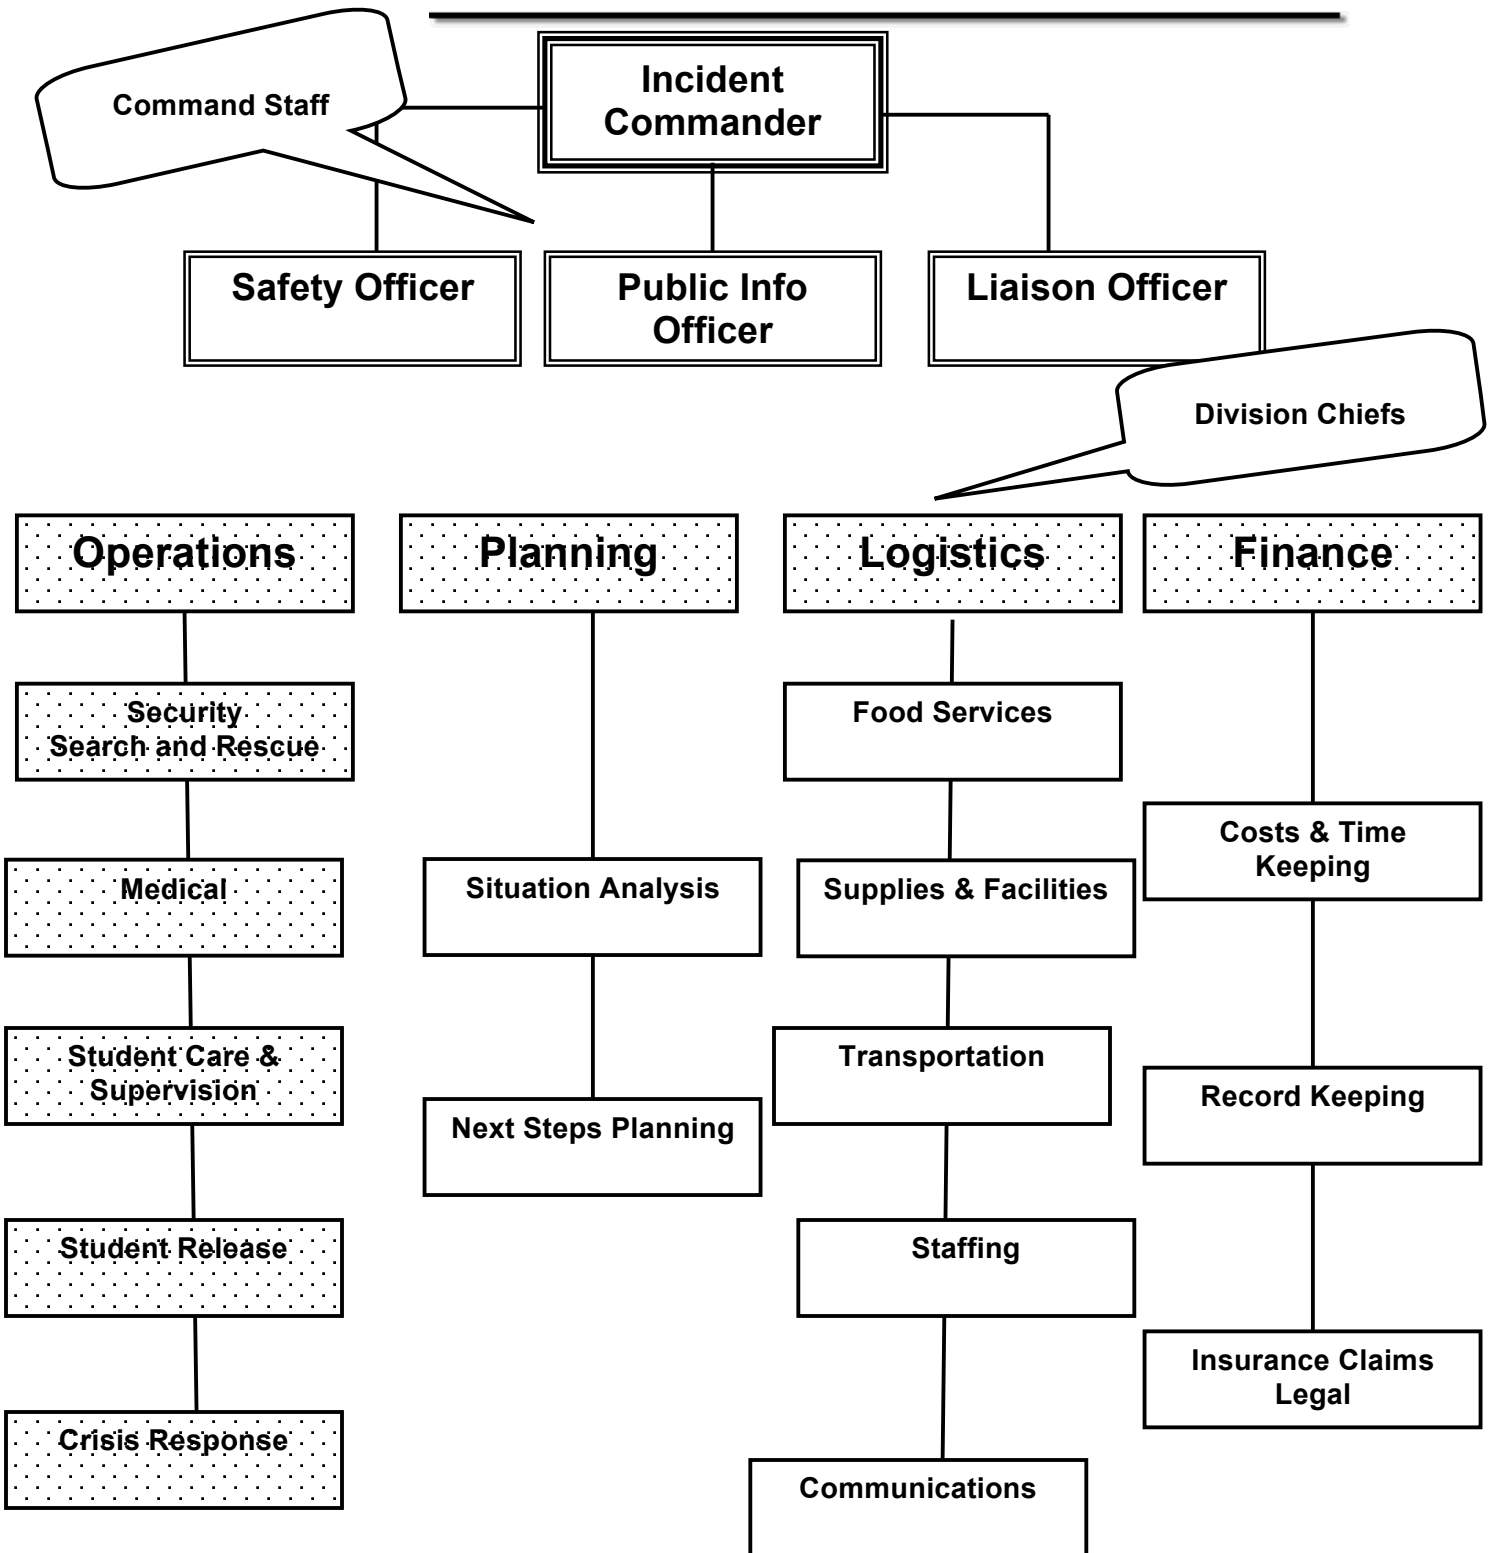 Incident
Commander
Command Staff
Safety Officer
Public Info
Officer
Liaison Officer
Division Chiefs
Operations
Planning
Logistics
Finance
Security
Search and Rescue
Food Services
Costs & Time
Keeping
Medical
Situation Analysis
Supplies & Facilities
Student Care &
Supervision
Transportation
Record Keeping
Next Steps Planning
Student Release
Staffing
Insurance Claims
Legal
Crisis Response
Communications